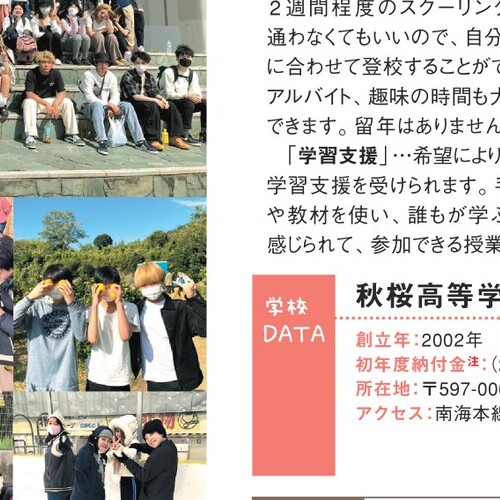 ２週間程度のスクーリング
通わなくてもいいので、自分
に合わせて登校することがで
アルバイト、趣味の時間も大
できます。留年はありません
「学習支援」…希望により
学習支援を受けられます。
や教材を使い、誰もが学ぶ
感じられて、参加できる授業
学校
DATA
秋桜高等学
創立年：2002年
初年度納付金注：（
所在地：〒597-00
アクセス：南海本線